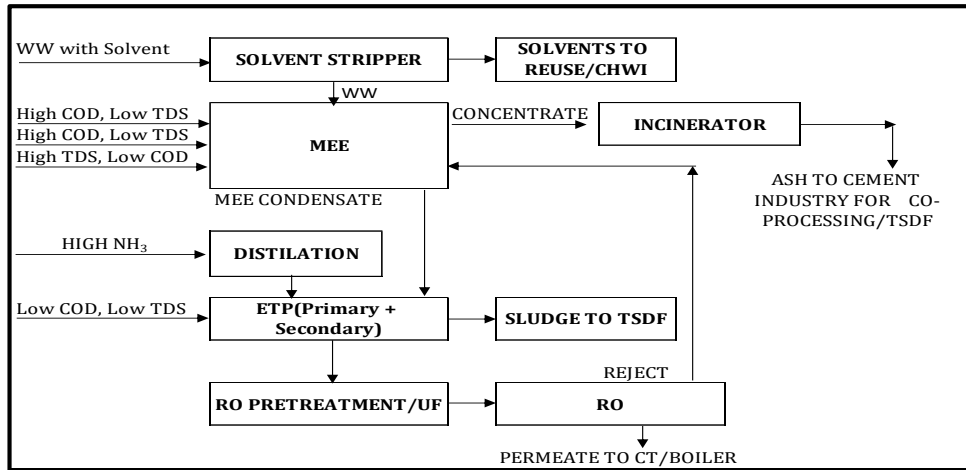 WW with Solvent
SOLVENT STRIPPER
SOLVENTS TO
REUSE/CHWI
WW
High COD, Low TDS
High COD, Low TDS
High TDS, Low COD
MEE
CONCENTRATE
INCINERATOR
MEE CONDENSATE
ASH TO CEMENT
INDUSTRY FOR CO-
PROCESSING/TSDF
HIGH NH₃
DISTILATION
Low COD, Low TDS
ETP(Primary +
Secondary)
SLUDGE TO TSDF
REJECT
RO PRETREATMENT/UF
RO
PERMEATE TO CT/BOILER